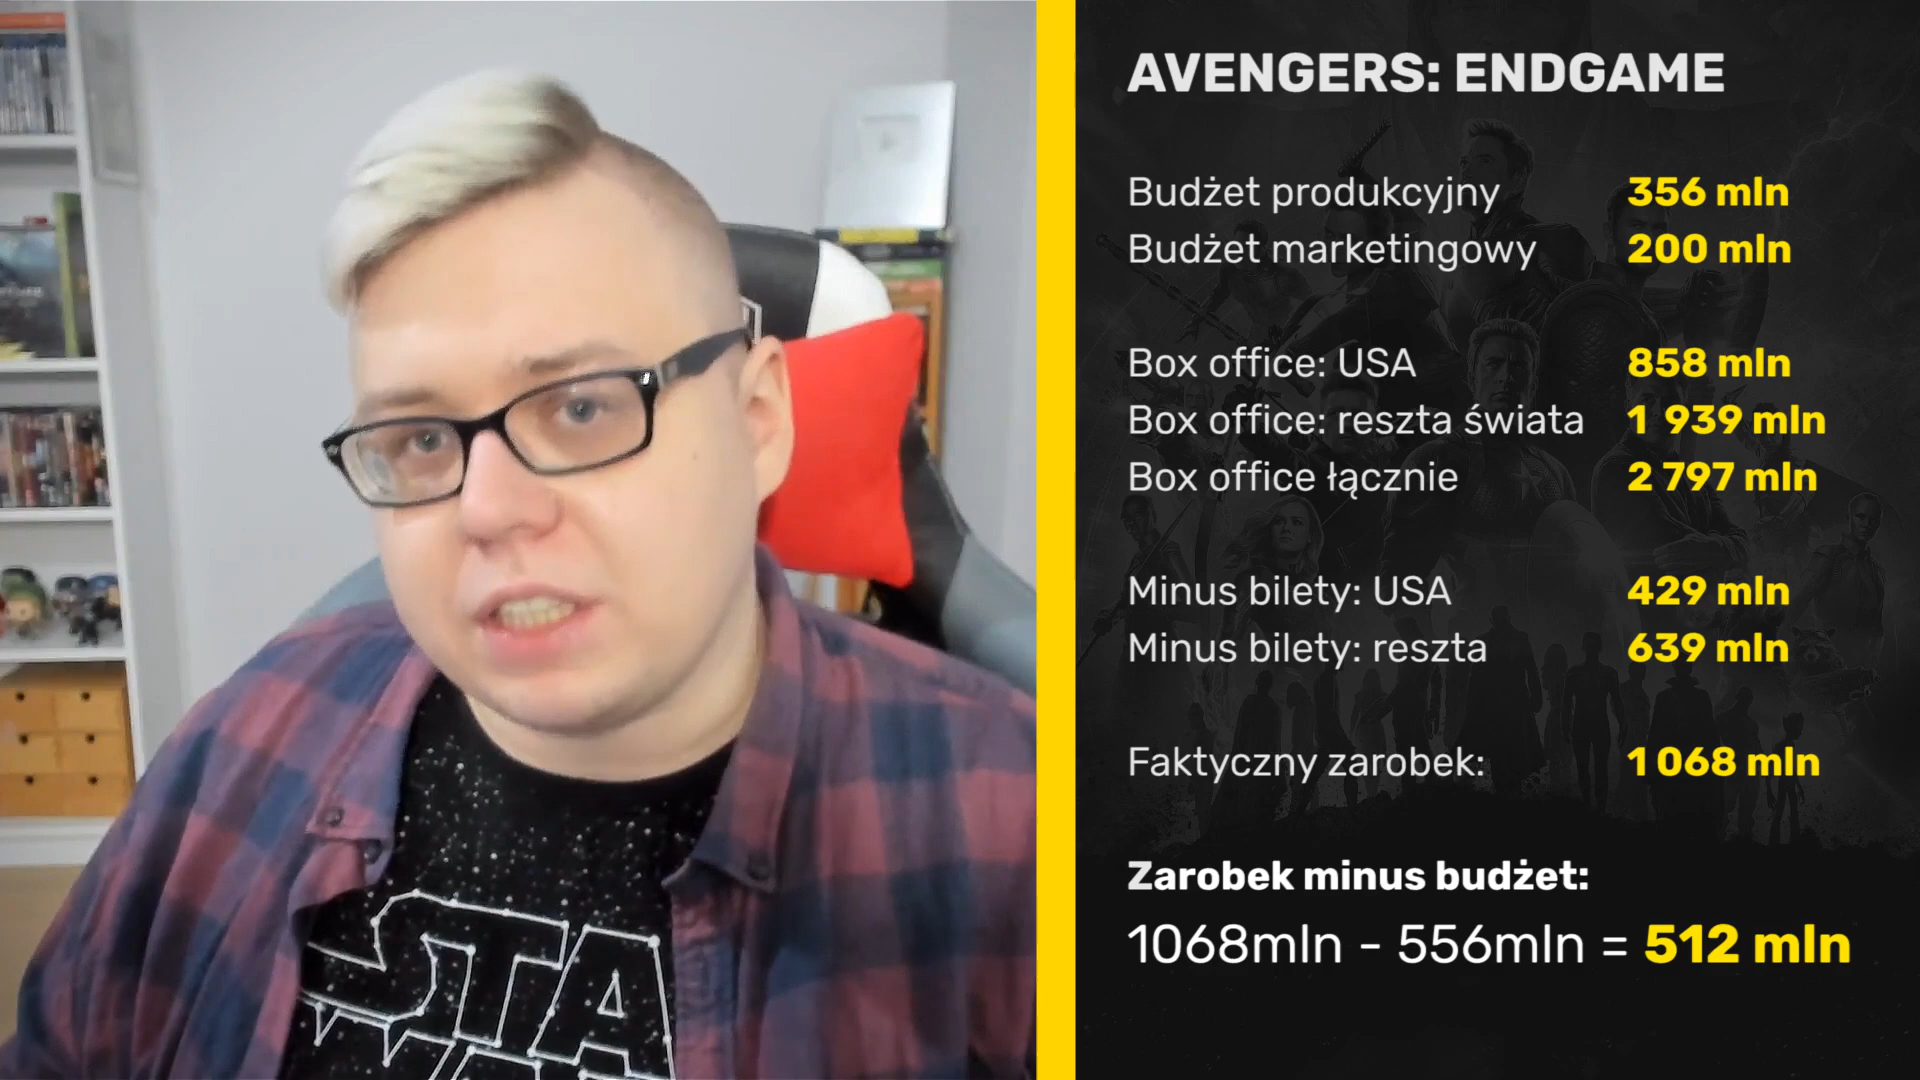 AVENGERS: ENDGAME
Budżet produkcyjny 356 mln
Budżet marketingowy 200 mln
Box office: USA 858 mln
Box office: reszta świata 1 939 mln
Box office łącznie 2 797 mln
Minus bilety: USA 429 mln
Minus bilety: reszta 639 mln
Faktyczny zarobek: 1 068 mln
Zarobek minus budżet:
1068mln - 556mln = 512 mln
STA